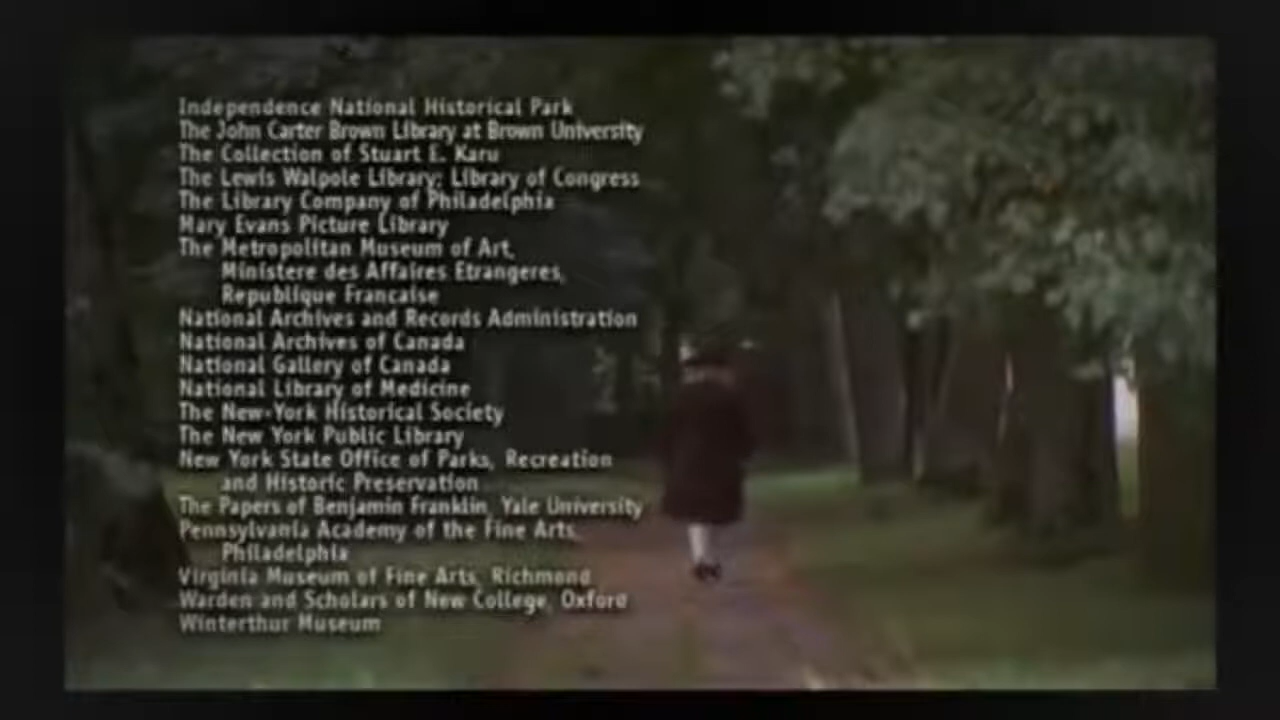 Independence National Historical Park
The John Carter Brown Library at Brown University
The Collection of Stuart E. Karu
The Lewis Walpole Library; Library of Congress
The Library Company of Philadelphia
Mary Evans Picture Library
The Metropolitan Museum of Art,
Ministere des Affaires Etrangeres,
Republique Francaise
National Archives and Records Administration
National Archives of Canada
National Gallery of Canada
National Library of Medicine
The New-York Historical Society
The New York Public Library
New York State Office of Parks, Recreation
and Historic Preservation
The Papers of Benjamin Franklin, Yale University
Pennsylvania Academy of the Fine Arts,
Philadelphia
Virginia Museum of Fine Arts, Richmond
Warden and Scholars of New College, Oxford
Winterthur Museum